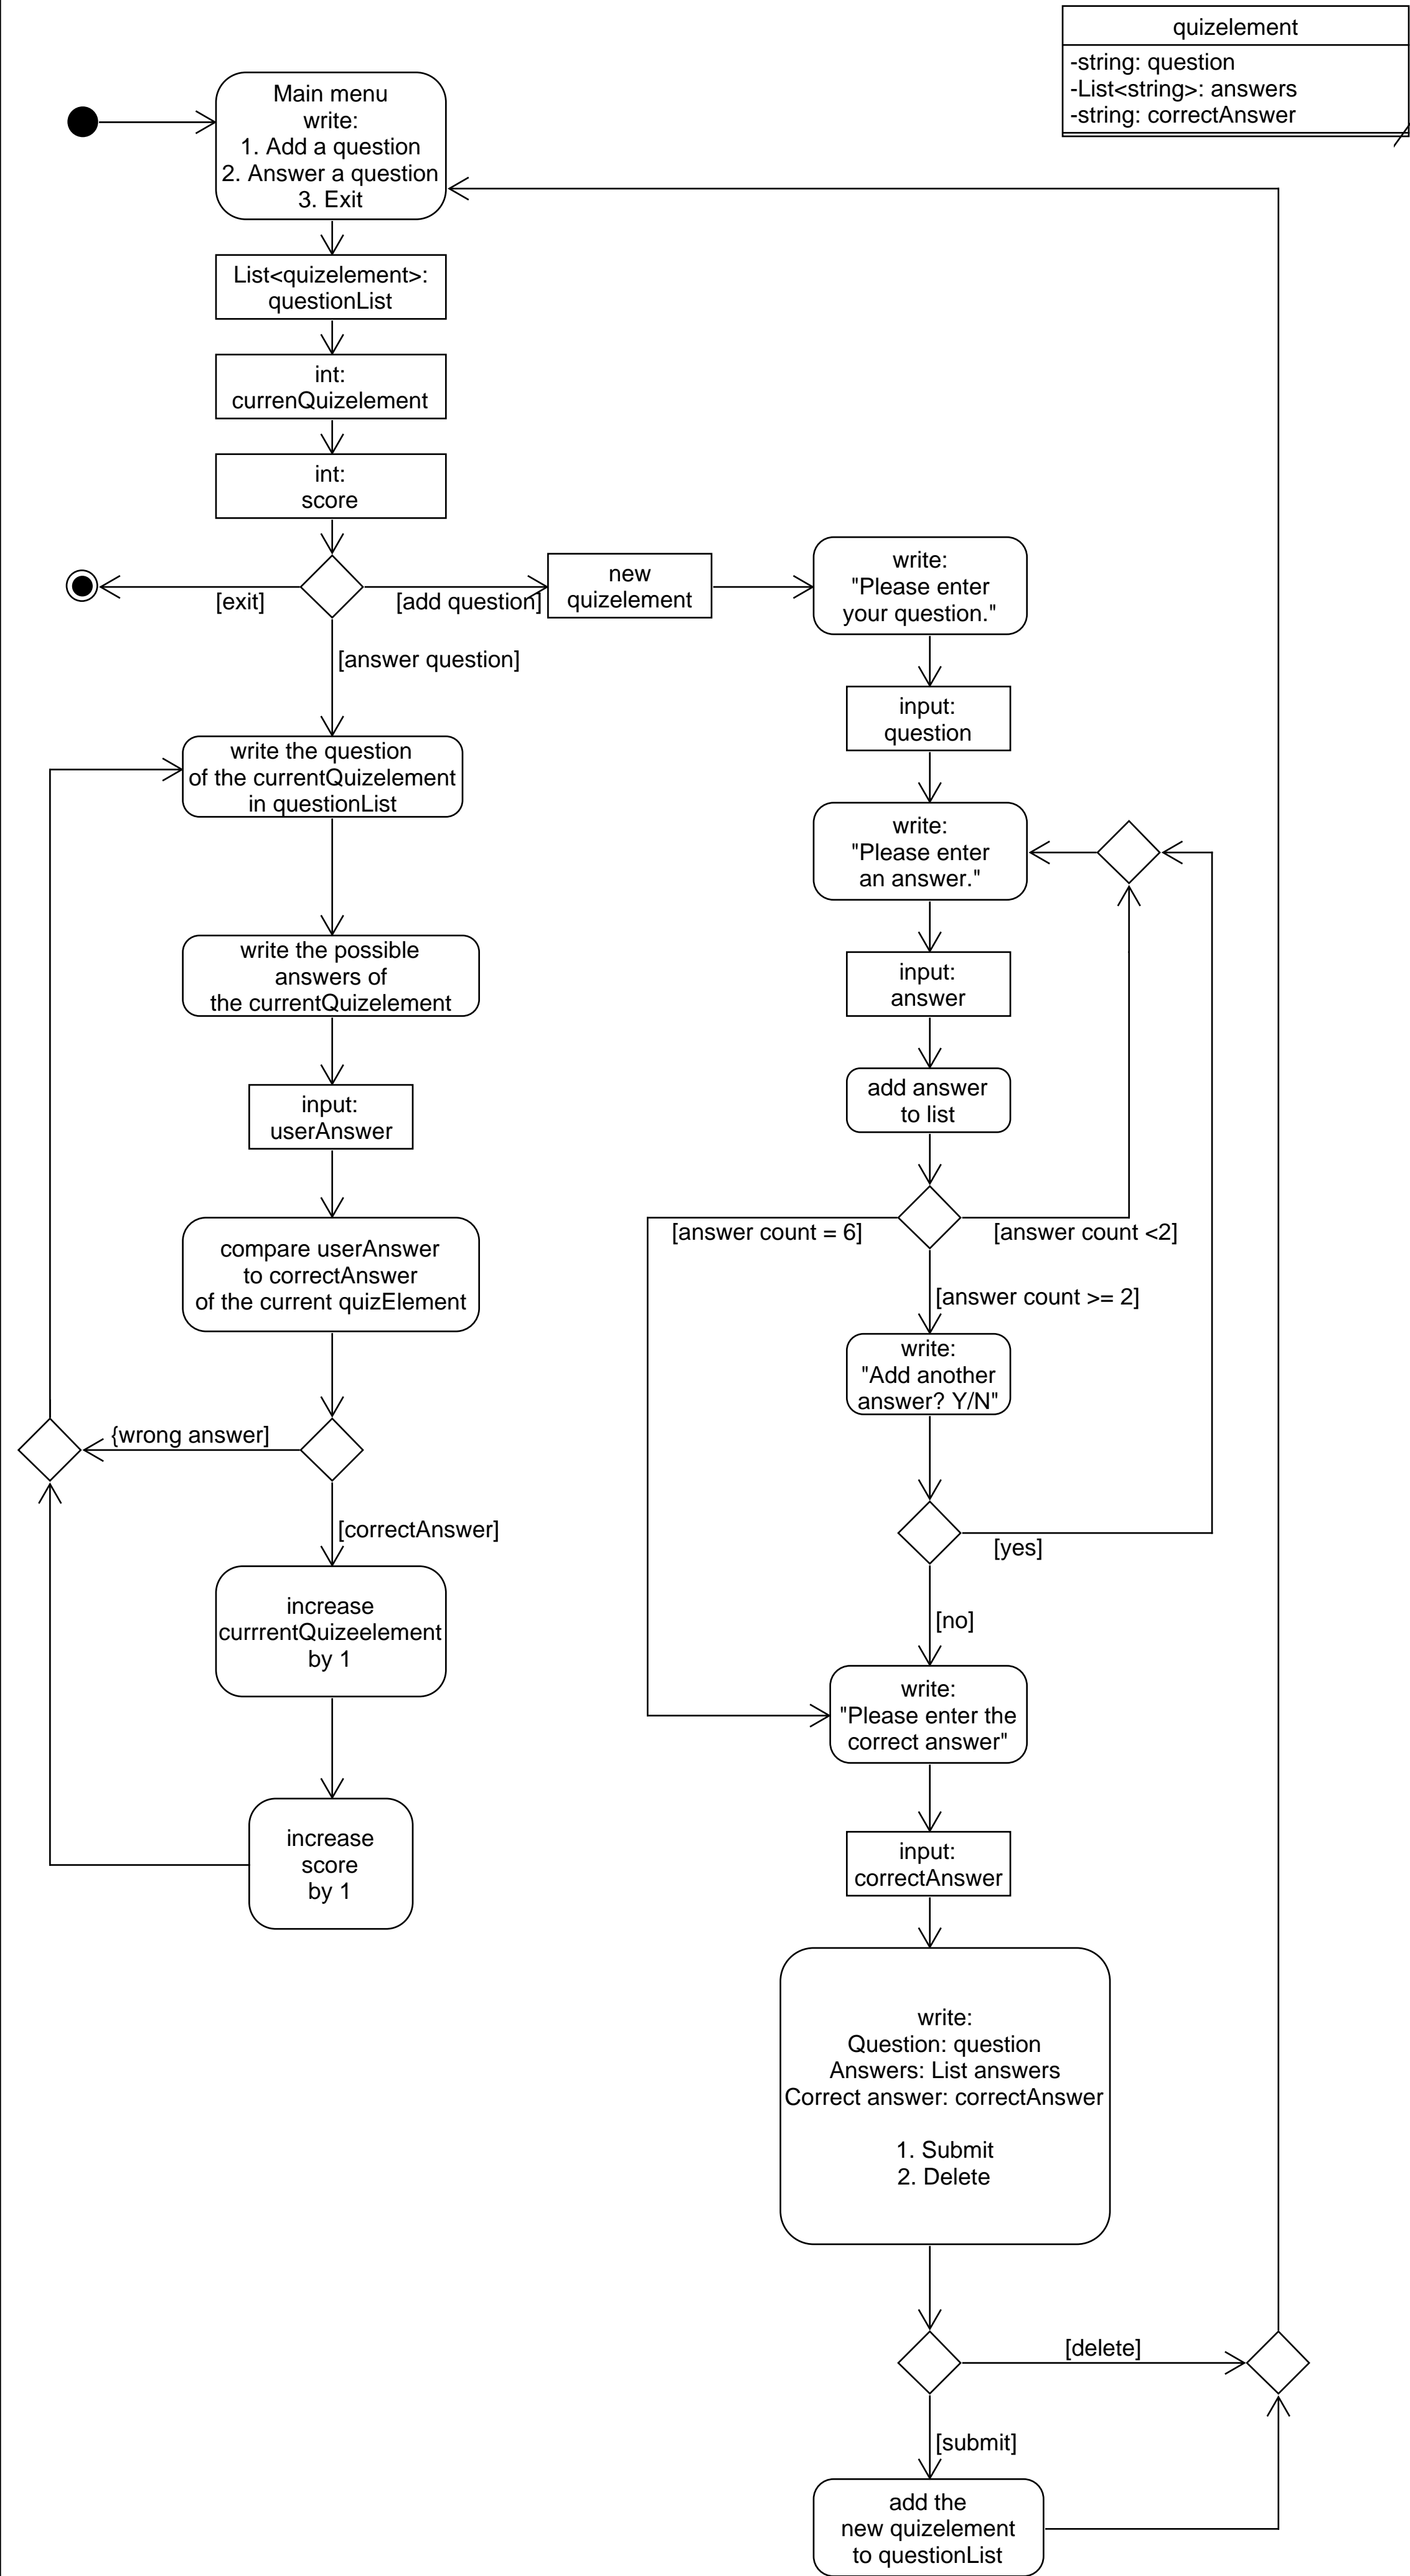 quizelement
-string: question
-List<string>: answers
-string: correctAnswer
Main menu
write:
1. Add a question
2. Answer a question
3. Exit
List<quizelement>:
questionList
int:
currenQuizelement
int:
score
[exit]
[add question]
new
quizelement
write:
"Please enter
your question."
[answer question]
input:
question
write the question
of the currentQuizelement
in questionList
write:
"Please enter
an answer."
write the possible
answers of
the currentQuizelement
input:
answer
input:
userAnswer
add answer
to list
compare userAnswer
to correctAnswer
of the current quizElement
[answer count = 6]
[answer count <2]
[answer count >= 2]
write:
"Add another
answer? Y/N"
{wrong answer]
[correctAnswer]
[yes]
[no]
increase
currrentQuizeelement
by 1
write:
"Please enter the
correct answer"
increase
score
by 1
input:
correctAnswer
write:
Question: question
Answers: List answers
Correct answer: correctAnswer
1. Submit
2. Delete
[delete]
[submit]
add the
new quizelement
to questionList